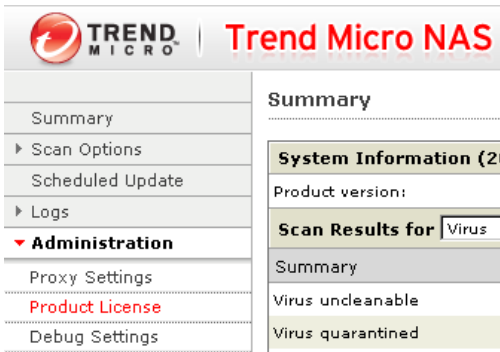 TREND MICRO
Trend Micro NAS
Summary
Scan Options
Scheduled Update
Logs
Administration
Proxy Settings
Product License
Debug Settings
Summary
System Information (2
Product version:
Scan Results for Virus
Summary
Virus uncleanable
Virus quarantined